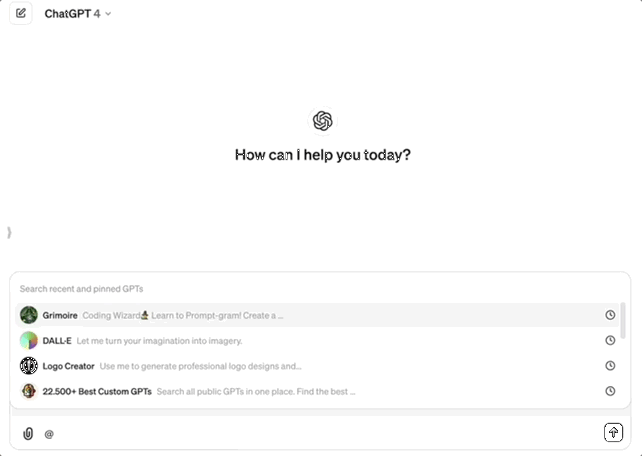 ChatGPT 4
How can I help you today?
Search recent and pinned GPTs
Grimoire Coding Wizard🧙‍♂️ Learn to Prompt-gram! Create a ...
DALL·E Let me turn your imagination into imagery.
Logo Creator Use me to generate professional logo designs and...
22.500+ Best Custom GPTs Search all public GPTs in one place. Find the best ...
@